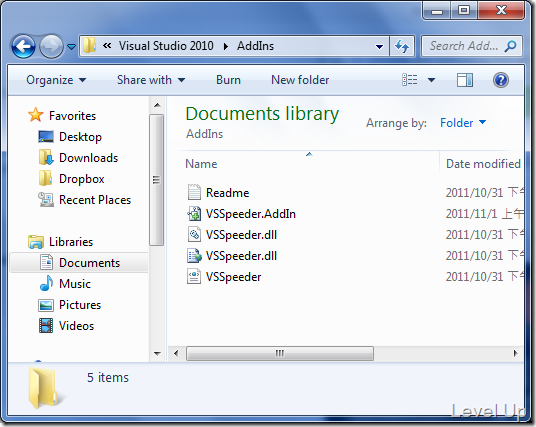 « Visual Studio 2010 ▸ AddIns
Search Add...
Organize Share with Burn New folder
Favorites
Desktop
Downloads
Dropbox
Recent Places
Libraries
Documents
Music
Pictures
Videos
Documents library
AddIns
Arrange by: Folder
Name Date modified
Readme 2011/10/31 下
VSSpeeder.AddIn 2011/11/1 上午
VSSpeeder.dll 2011/10/31 下
VSSpeeder.dll 2011/10/31 下
VSSpeeder 2011/10/31 下
5 items
Level Up